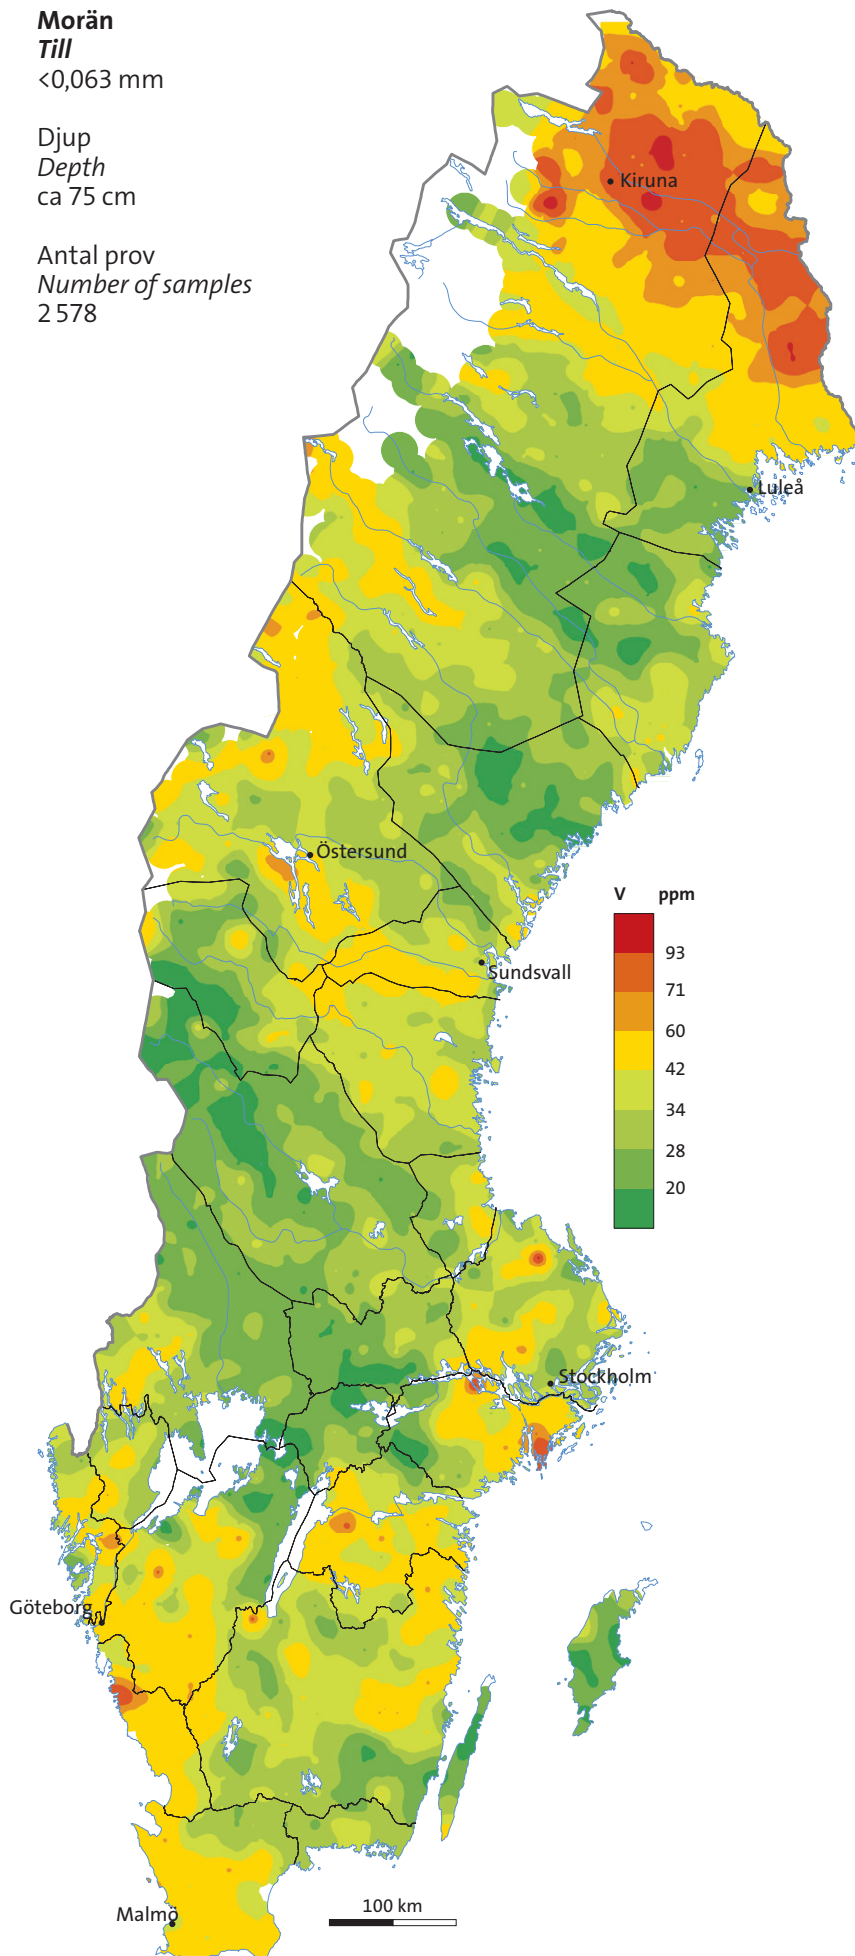 Morän
Till
<0,063 mm
Djup
Depth
ca 75 cm
Antal prov
Number of samples
2 578
Kiruna
Luleå
Östersund
Sundsvall
V ppm
93
71
60
42
34
28
20
Stockholm
Göteborg
Malmö
100 km